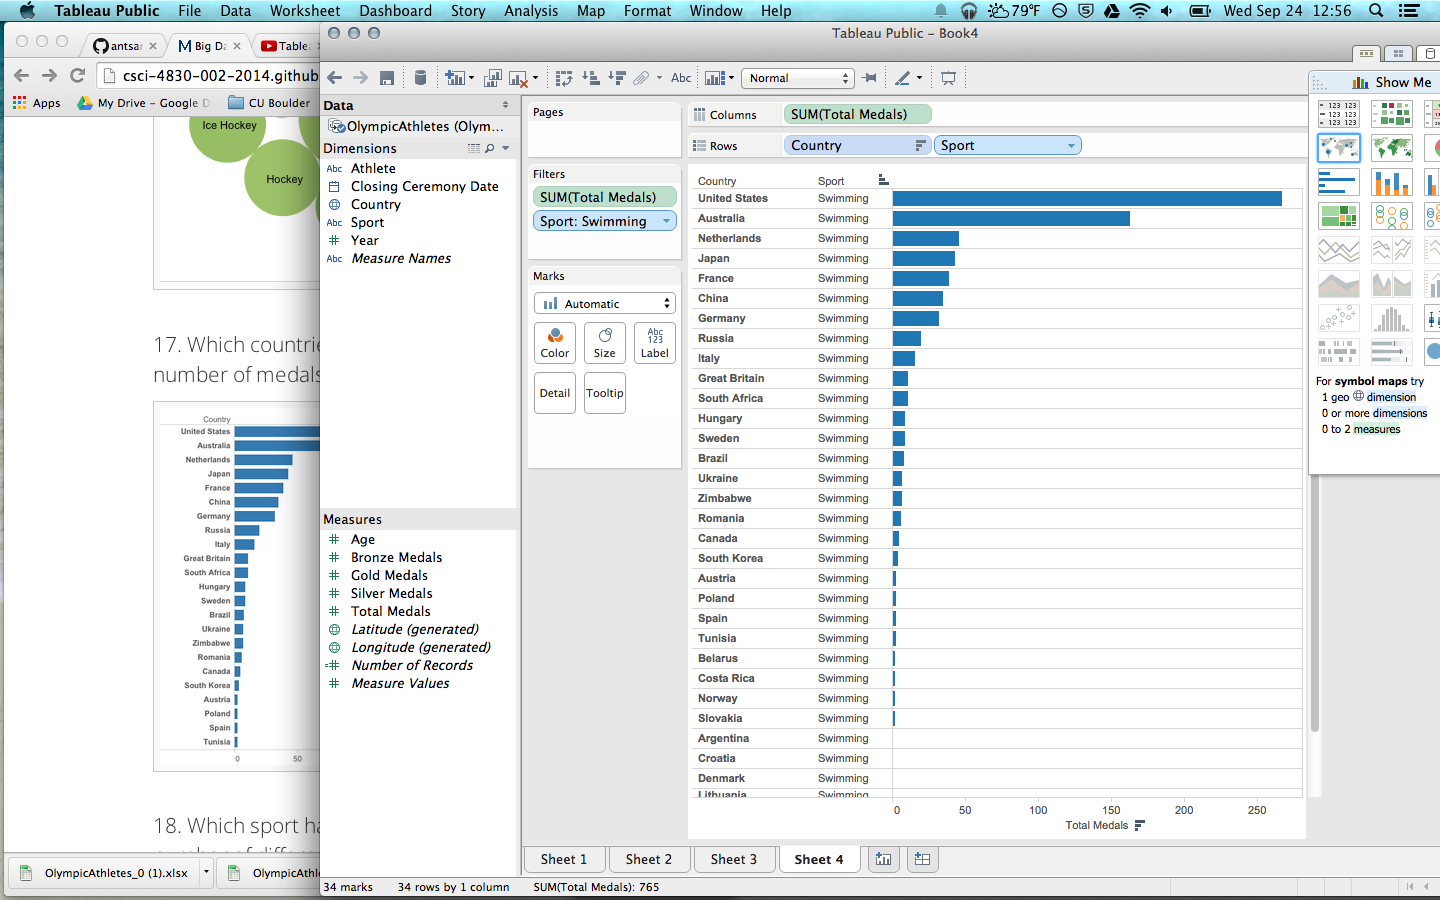 Tableau Public File Data Worksheet Dashboard Story Analysis Map Format Window Help 79°F Wed Sep 24 12:56
antsar Big Da Table
Tableau Public - Book4
csci-4830-002-2014.github
Apps My Drive - Google D CU Boulder
Ice Hockey
Hockey
17. Which countrie
number of medals
Country
United States
Australia
Netherlands
Japan
France
China
Germany
Russia
Italy
Great Britain
South Africa
Hungary
Sweden
Brazil
Ukraine
Zimbabwe
Romania
Canada
South Korea
Austria
Poland
Spain
Tunisia
0 50
18. Which sport ha
OlympicAthletes_0 (1).xlsx OlympicAthl
Abc Normal
Data
OlympicAthletes (Olym...
Dimensions
Abc Athlete
Closing Ceremony Date
Country
Abc Sport
Year
Abc Measure Names
Measures
Age
Bronze Medals
Gold Medals
Silver Medals
Total Medals
Latitude (generated)
Longitude (generated)
Number of Records
Measure Values
Pages
Filters
SUM(Total Medals)
Sport: Swimming
Marks
Automatic
Abc
123
Color Size Label
Detail Tooltip
Columns SUM(Total Medals)
Rows Country Sport
Country Sport
United States Swimming
Australia Swimming
Netherlands Swimming
Japan Swimming
France Swimming
China Swimming
Germany Swimming
Russia Swimming
Italy Swimming
Great Britain Swimming
South Africa Swimming
Hungary Swimming
Sweden Swimming
Brazil Swimming
Ukraine Swimming
Zimbabwe Swimming
Romania Swimming
Canada Swimming
South Korea Swimming
Austria Swimming
Poland Swimming
Spain Swimming
Tunisia Swimming
Belarus Swimming
Costa Rica Swimming
Norway Swimming
Slovakia Swimming
Argentina Swimming
Croatia Swimming
Denmark Swimming
Lithuania Swimming
0 50 100 150 200 250
Total Medals
Show Me
123 123
123 123
123 123
For symbol maps try
1 geo dimension
0 or more dimensions
0 to 2 measures
Sheet 1 Sheet 2 Sheet 3 Sheet 4
34 marks 34 rows by 1 column SUM(Total Medals): 765